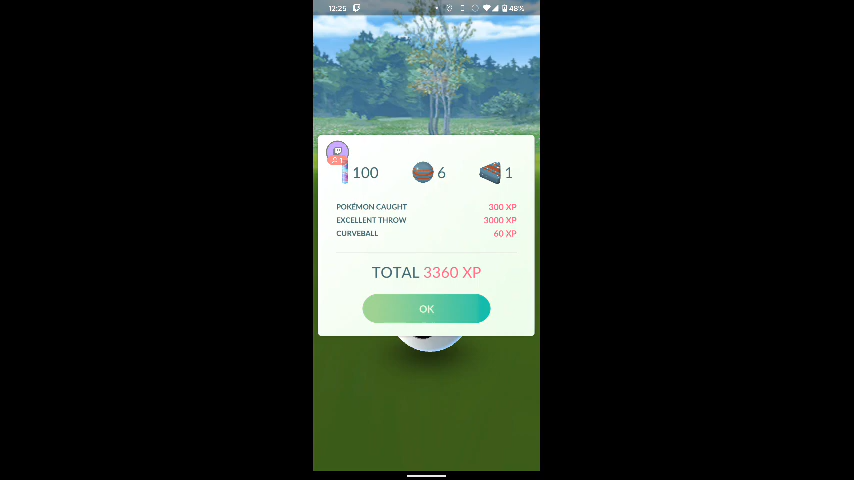 12:25 48%
1
100 6 1
POKÉMON CAUGHT 300 XP
EXCELLENT THROW 3000 XP
CURVEBALL 60 XP
TOTAL 3360 XP
OK